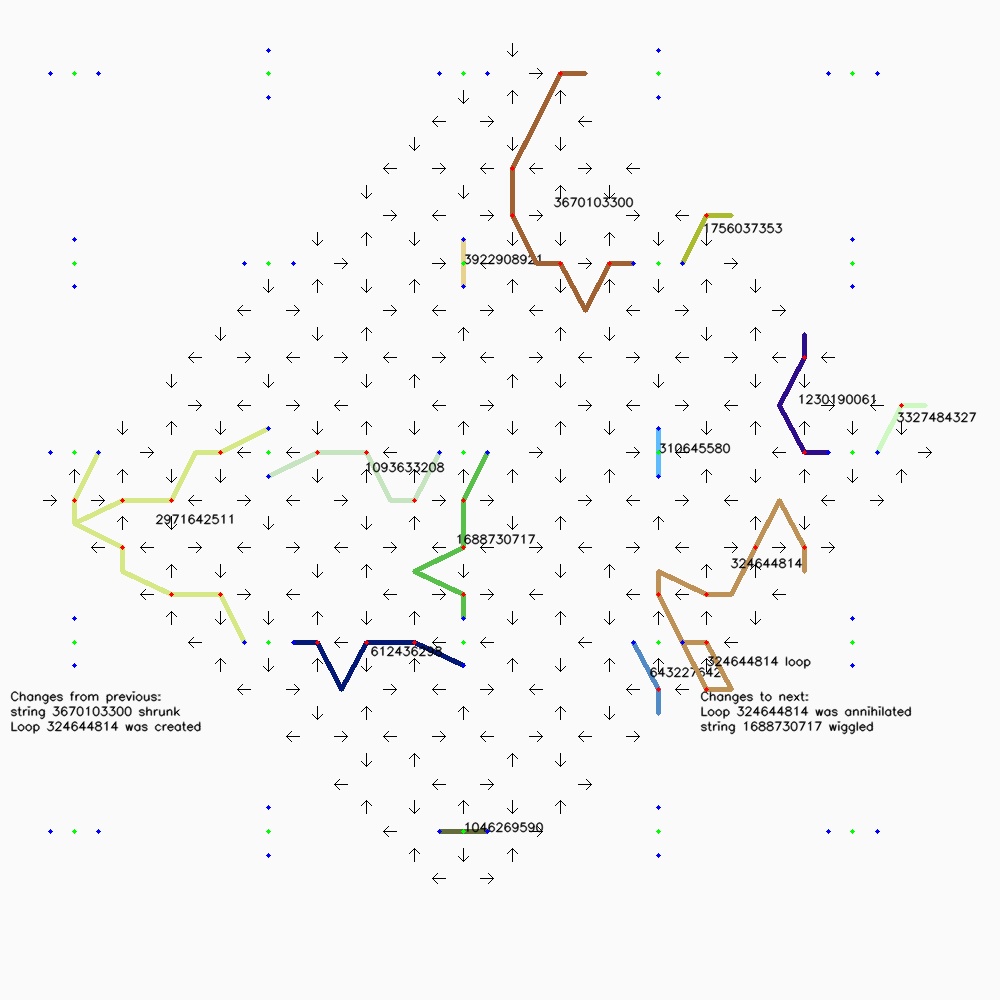 3670103300
1756037353
3922908921
1230190061
3327484327
310645580
1093633208
2971642511
1688730717
324644814
612436298
324644814 loop
643227642
Changes from previous:
string 3670103300 shrunk
Loop 324644814 was created
Changes to next:
Loop 324644814 was annihilated
string 1688730717 wiggled
1046269590